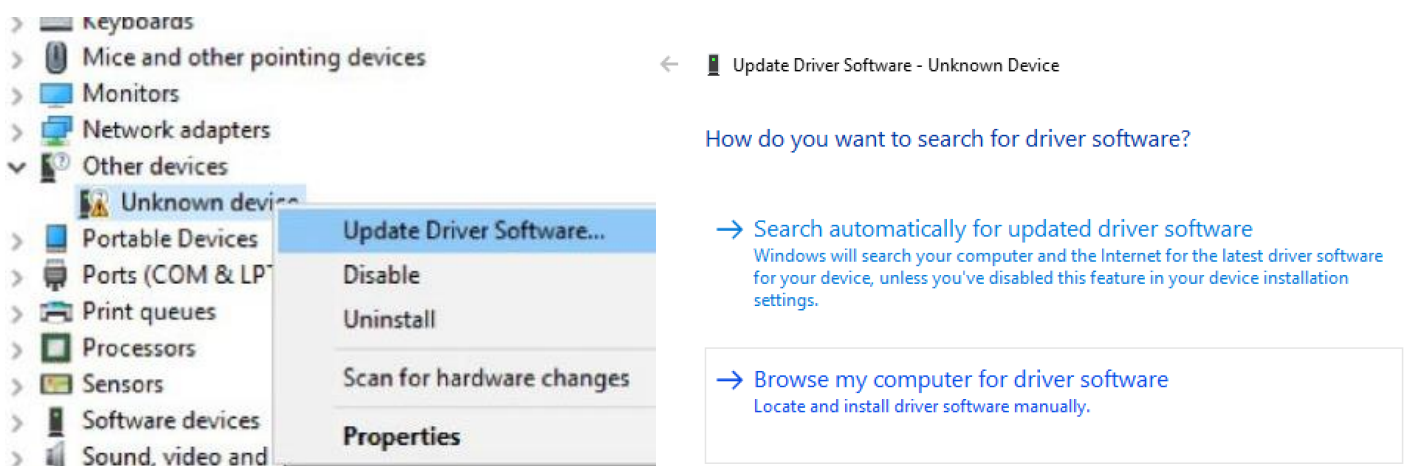 Keyboards
Mice and other pointing devices
Monitors
Network adapters
Other devices
Unknown device
Portable Devices
Ports (COM & LPT
Print queues
Processors
Sensors
Software devices
Sound, video and
Update Driver Software...
Disable
Uninstall
Scan for hardware changes
Properties
Update Driver Software - Unknown Device
How do you want to search for driver software?
Search automatically for updated driver software
Windows will search your computer and the Internet for the latest driver software
for your device, unless you've disabled this feature in your device installation
settings.
Browse my computer for driver software
Locate and install driver software manually.